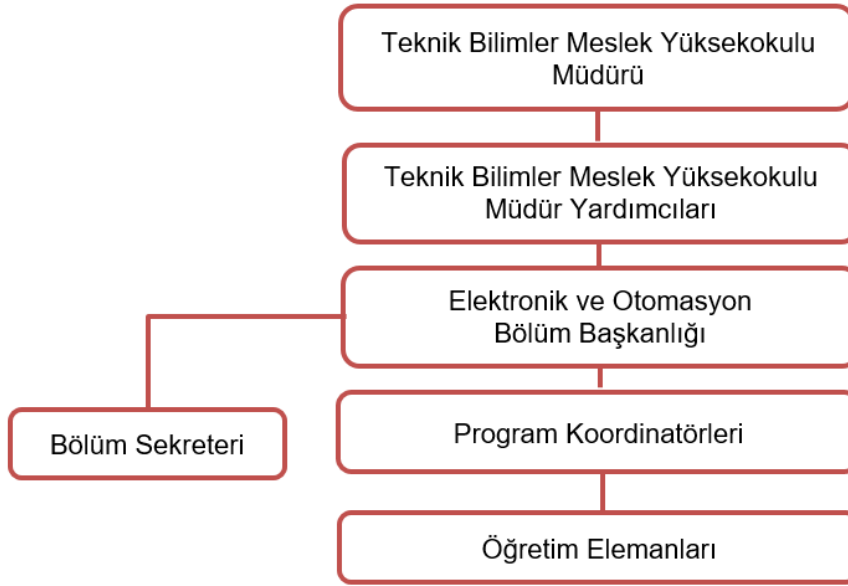 Teknik Bilimler Meslek Yüksekokulu
Müdürü
Teknik Bilimler Meslek Yüksekokulu
Müdür Yardımcıları
Elektronik ve Otomasyon
Bölüm Başkanlığı
Bölüm Sekreteri
Program Koordinatörleri
Öğretim Elemanları